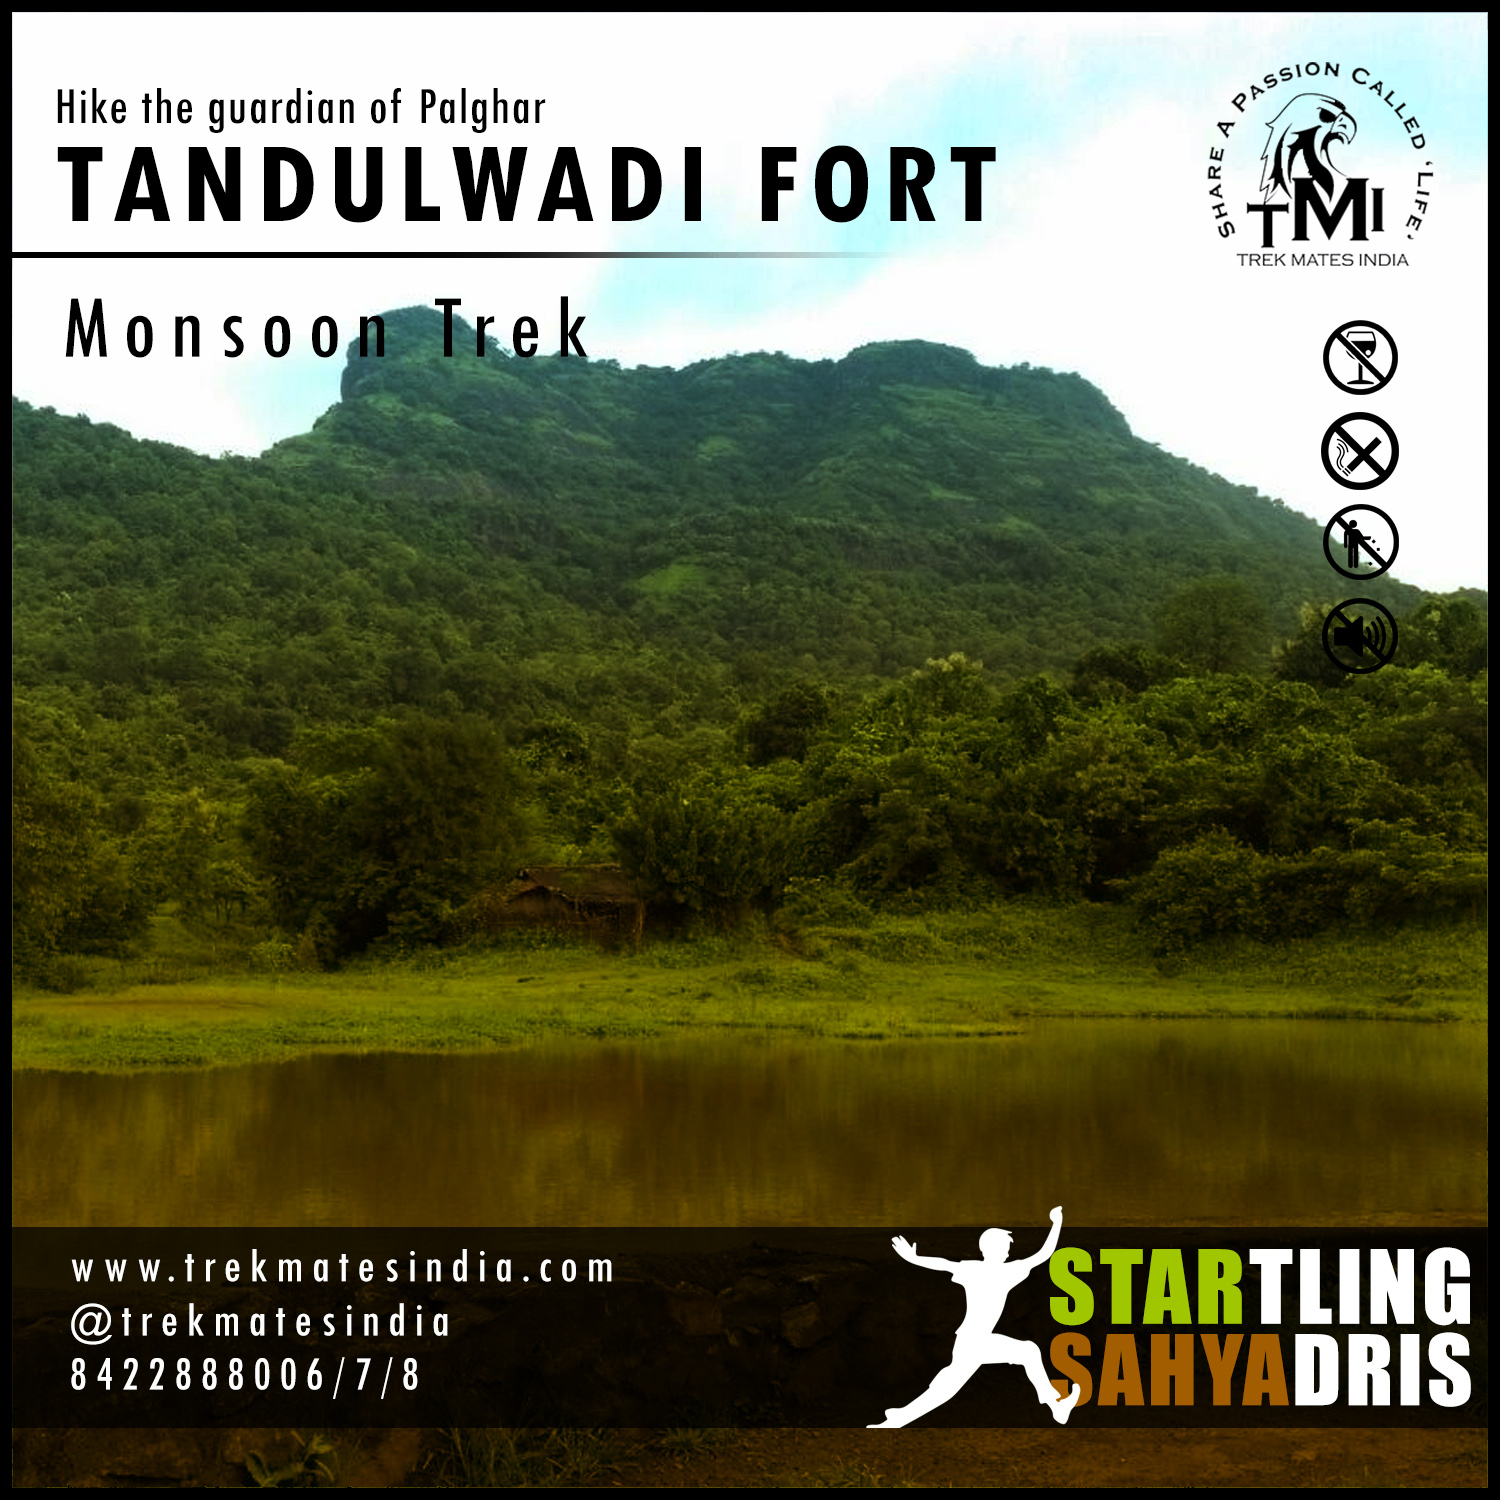 Hike the guardian of Palghar
TANDULWADI FORT
Monsoon Trek
SHARE A PASSION CALLED 'LIFE'
TMI
TREK MATES INDIA
www.trekmatesindia.com
@trekmatesindia
8422888006/7/8
STARTLING
SAHYADRIS